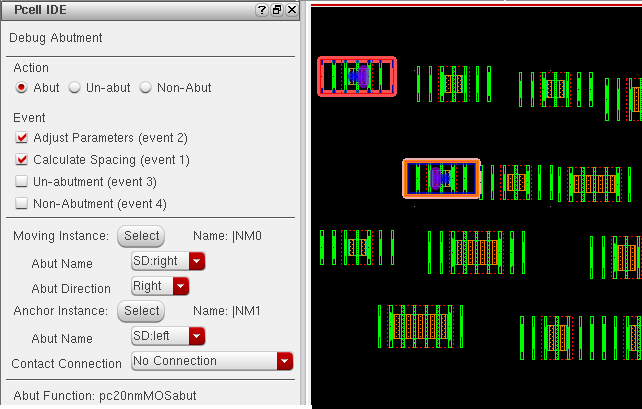 Pcell IDE
Debug Abutment
Action
Abut Un-abut Non-Abut
Event
Adjust Parameters (event 2)
Calculate Spacing (event 1)
Un-abutment (event 3)
Non-Abutment (event 4)
Moving Instance: Select Name: |NM0
Abut Name SD:right
Abut Direction Right
Anchor Instance: Select Name: |NM1
Abut Name SD:left
Contact Connection No Connection
Abut Function: pc20nmMOSabut